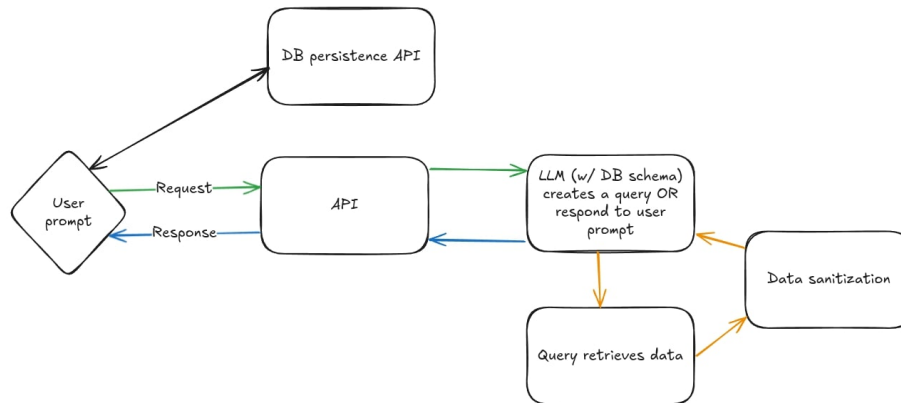 DB persistence API
User
prompt
Request
Response
API
LLM (w/ DB schema)
creates a query OR
respond to user
prompt
Data sanitization
Query retrieves data